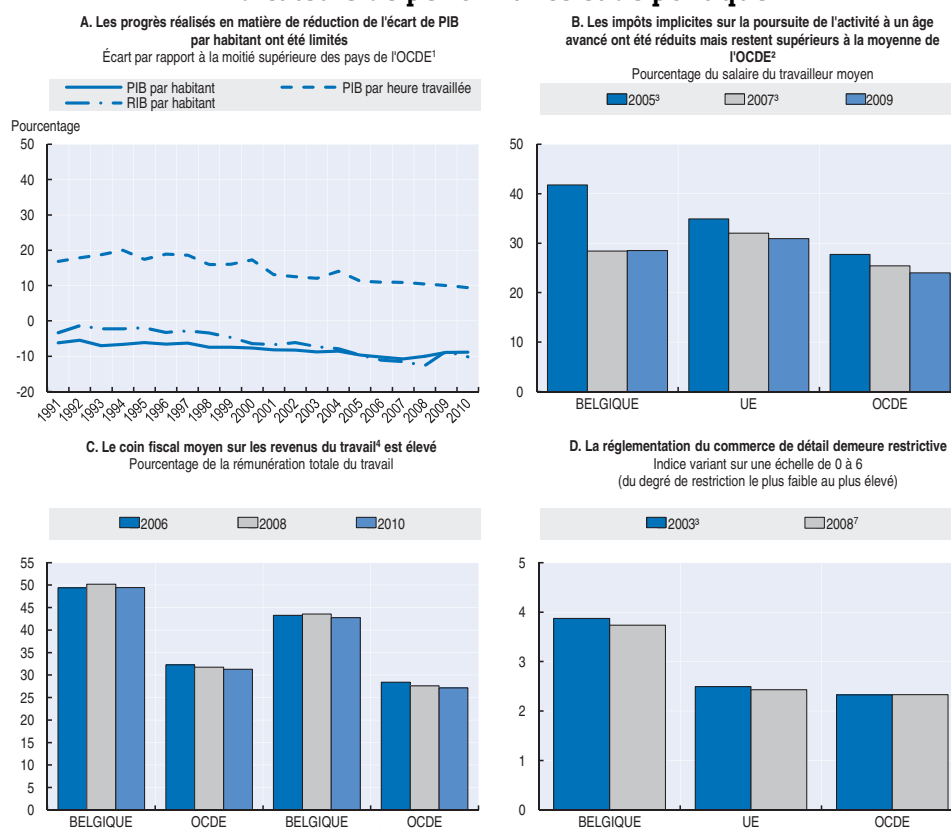 A. Les progrès réalisés en matière de réduction de l'écart de PIB
par habitant ont été limités
Écart par rapport à la moitié supérieure des pays de l'OCDE¹
PIB par habitant
PIB par heure travaillée
RIB par habitant
Pourcentage
50
40
30
20
10
0
-10
-20
1991
1992
1993
1994
1995
1996
1997
1998
1999
2000
2001
2002
2003
2004
2005
2006
2007
2008
2009
2010
B. Les impôts implicites sur la poursuite de l'activité à un âge
avancé ont été réduits mais restent supérieurs à la moyenne de
l'OCDE²
Pourcentage du salaire du travailleur moyen
2005³
2007³
2009
50
40
30
20
10
0
BELGIQUE
UE
OCDE
C. Le coin fiscal moyen sur les revenus du travail⁴ est élevé
Pourcentage de la rémunération totale du travail
2006
2008
2010
55
50
45
40
35
30
25
20
15
10
5
0
BELGIQUE
OCDE
BELGIQUE
OCDE
D. La réglementation du commerce de détail demeure restrictive
Indice variant sur une échelle de 0 à 6
(du degré de restriction le plus faible au plus élevé)
2003³
2008⁷
5
4
3
2
1
0
BELGIQUE
UE
OCDE